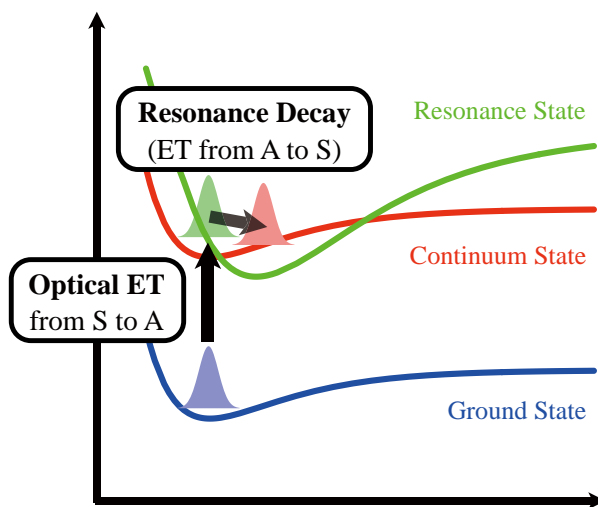 Resonance Decay
(ET from A to S)
Resonance State
Continuum State
Optical ET
from S to A
Ground State